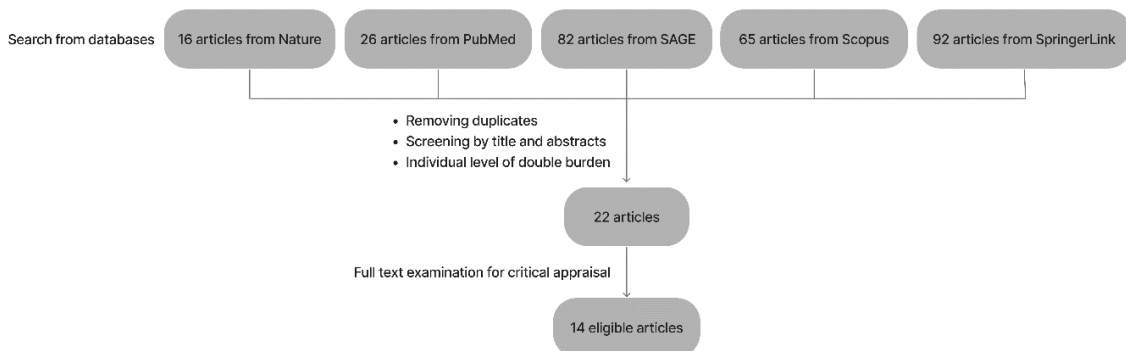 Search from databases
16 articles from Nature
26 articles from PubMed
82 articles from SAGE
65 articles from Scopus
92 articles from SpringerLink
• Removing duplicates
• Screening by title and abstracts
• Individual level of double burden
22 articles
Full text examination for critical appraisal
14 eligible articles